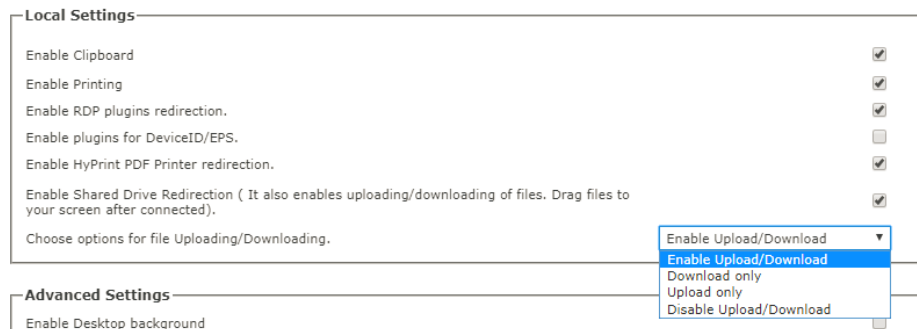 Local Settings
Enable Clipboard
Enable Printing
Enable RDP plugins redirection.
Enable plugins for DeviceID/EPS.
Enable HyPrint PDF Printer redirection.
Enable Shared Drive Redirection ( It also enables uploading/downloading of files. Drag files to
your screen after connected).
Choose options for file Uploading/Downloading.
Enable Upload/Download
Enable Upload/Download
Download only
Upload only
Disable Upload/Download
Advanced Settings
Enable Desktop background